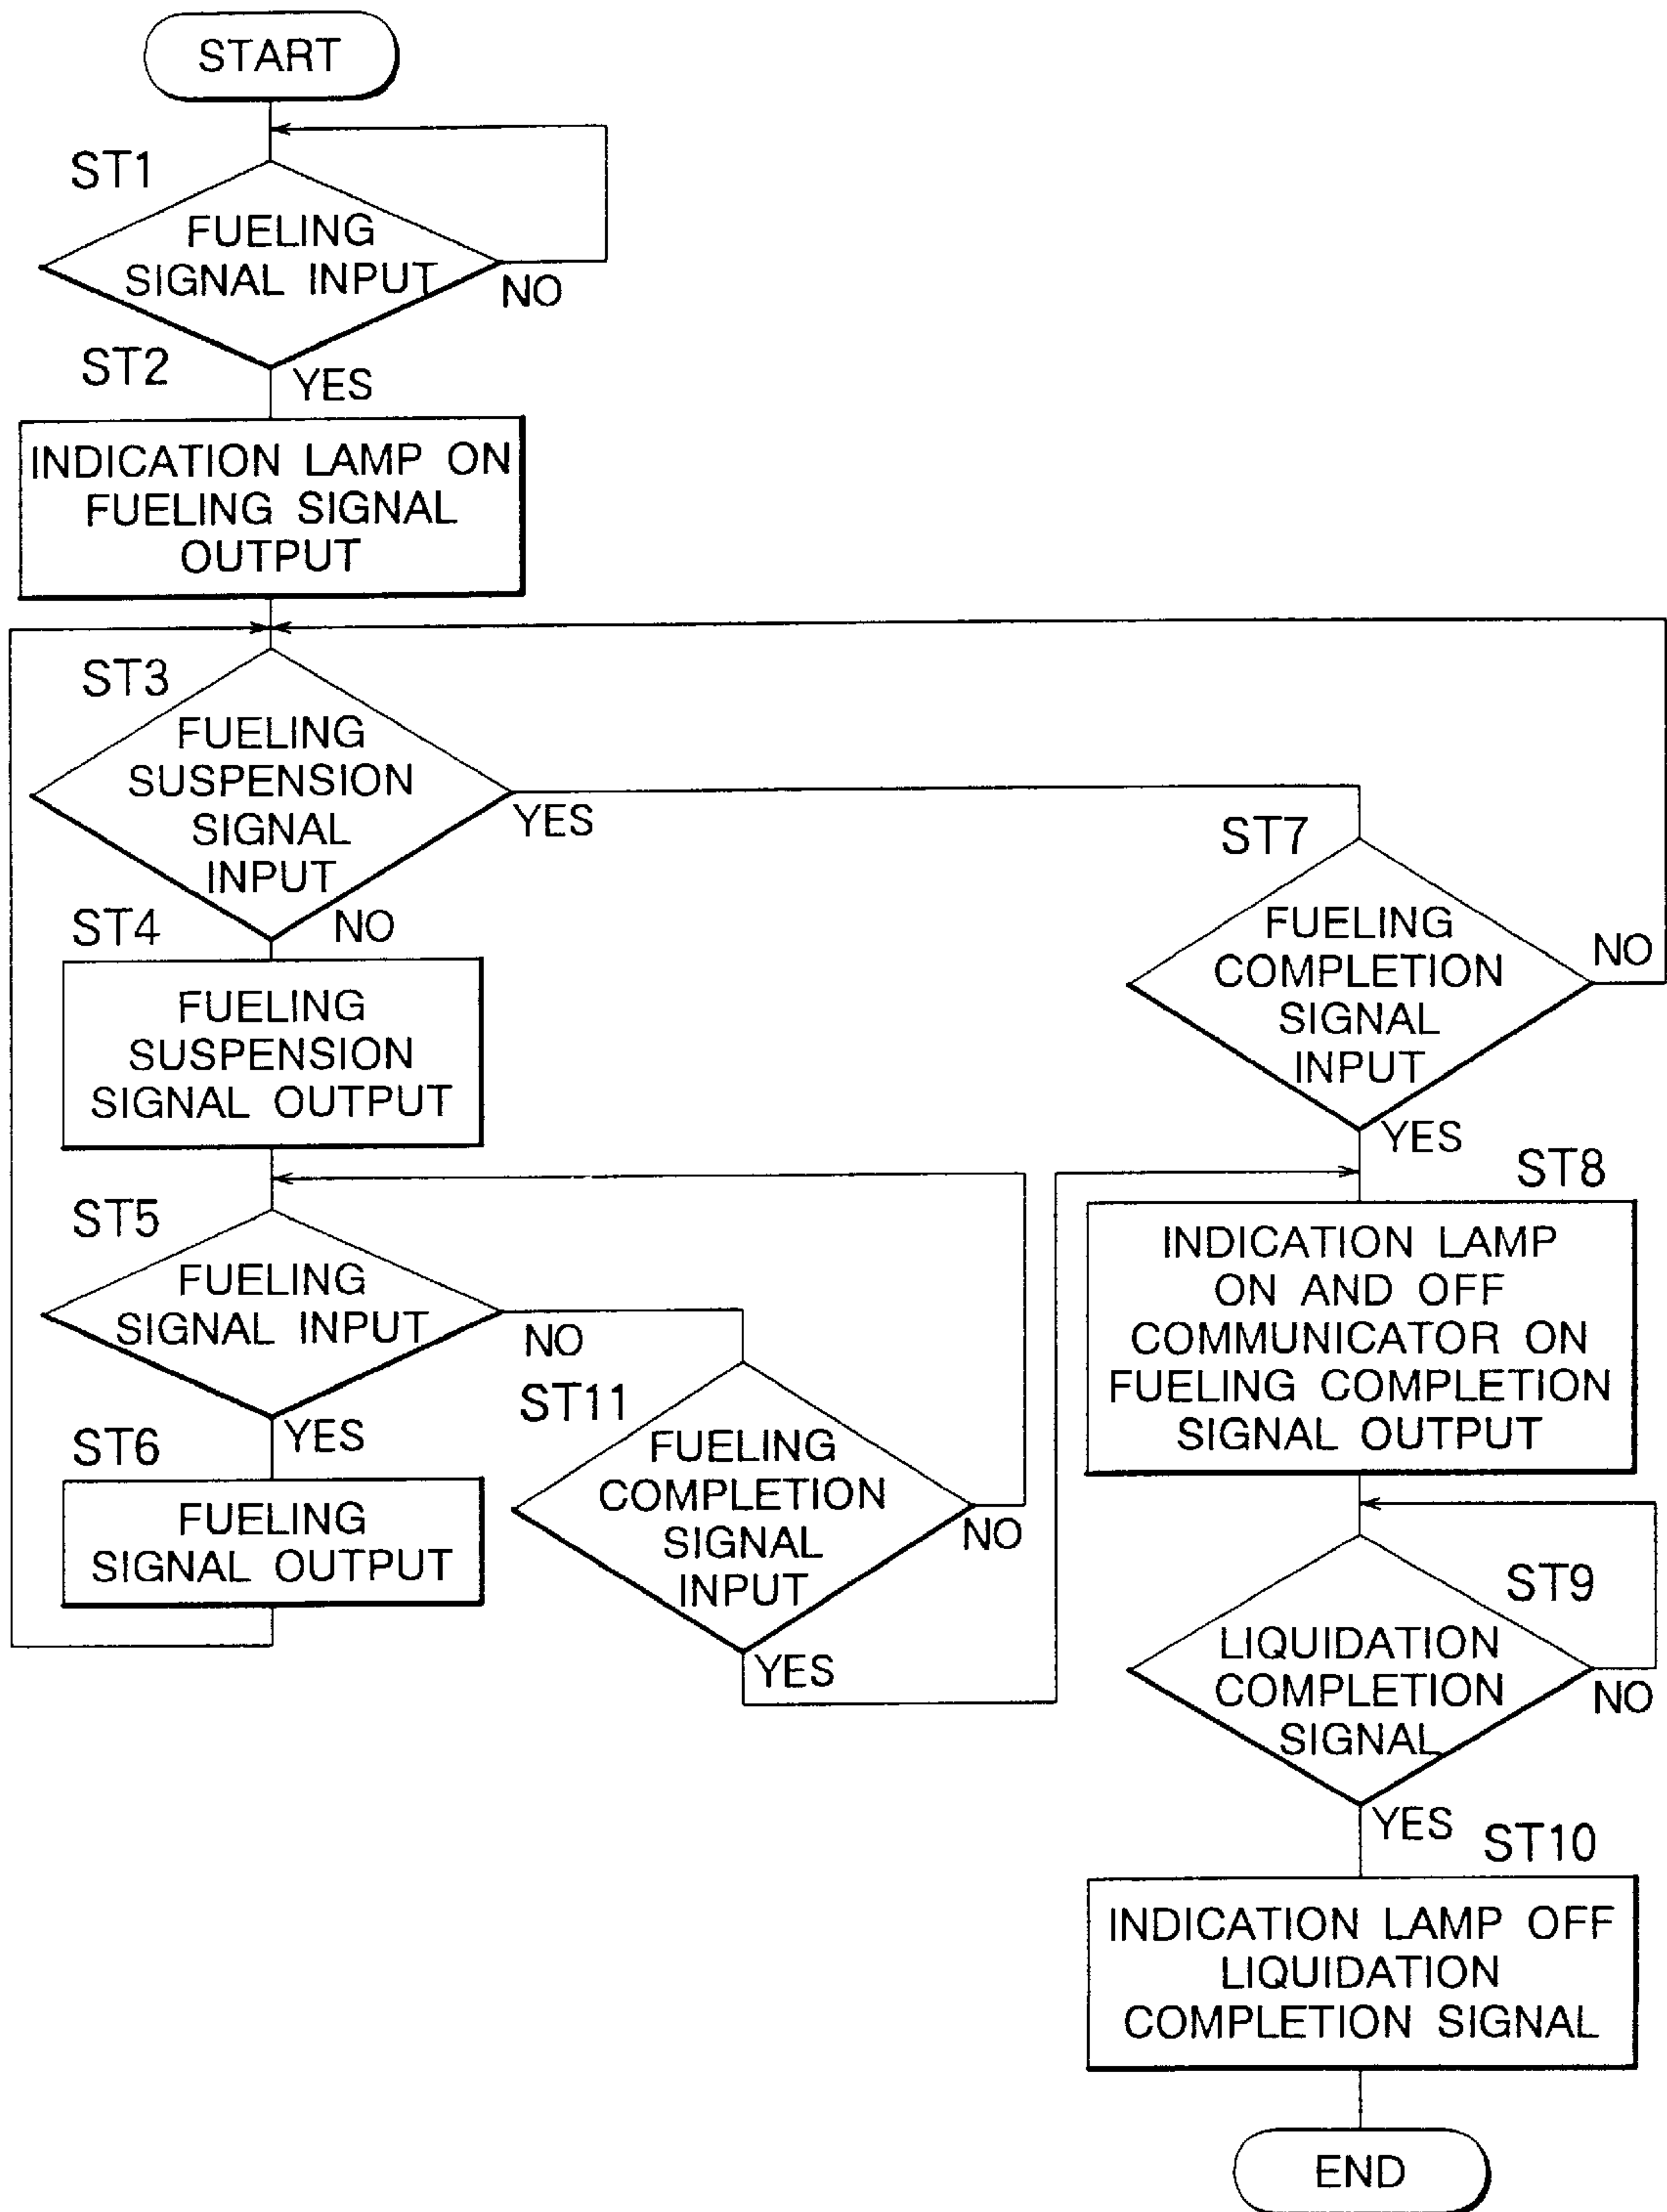 START
ST1
FUELING
SIGNAL INPUT
NO
ST2
YES
INDICATION LAMP ON
FUELING SIGNAL
OUTPUT
ST3
FUELING
SUSPENSION
SIGNAL
INPUT
YES
NO
ST4
FUELING
SUSPENSION
SIGNAL OUTPUT
ST5
FUELING
SIGNAL INPUT
NO
YES
ST6
FUELING
SIGNAL OUTPUT
ST11
FUELING
COMPLETION
SIGNAL
INPUT
NO
YES
ST7
FUELING
COMPLETION
SIGNAL
INPUT
NO
YES
ST8
INDICATION LAMP
ON AND OFF
COMMUNICATOR ON
FUELING COMPLETION
SIGNAL OUTPUT
ST9
LIQUIDATION
COMPLETION
SIGNAL
NO
YES
ST10
INDICATION LAMP OFF
LIQUIDATION
COMPLETION SIGNAL
END